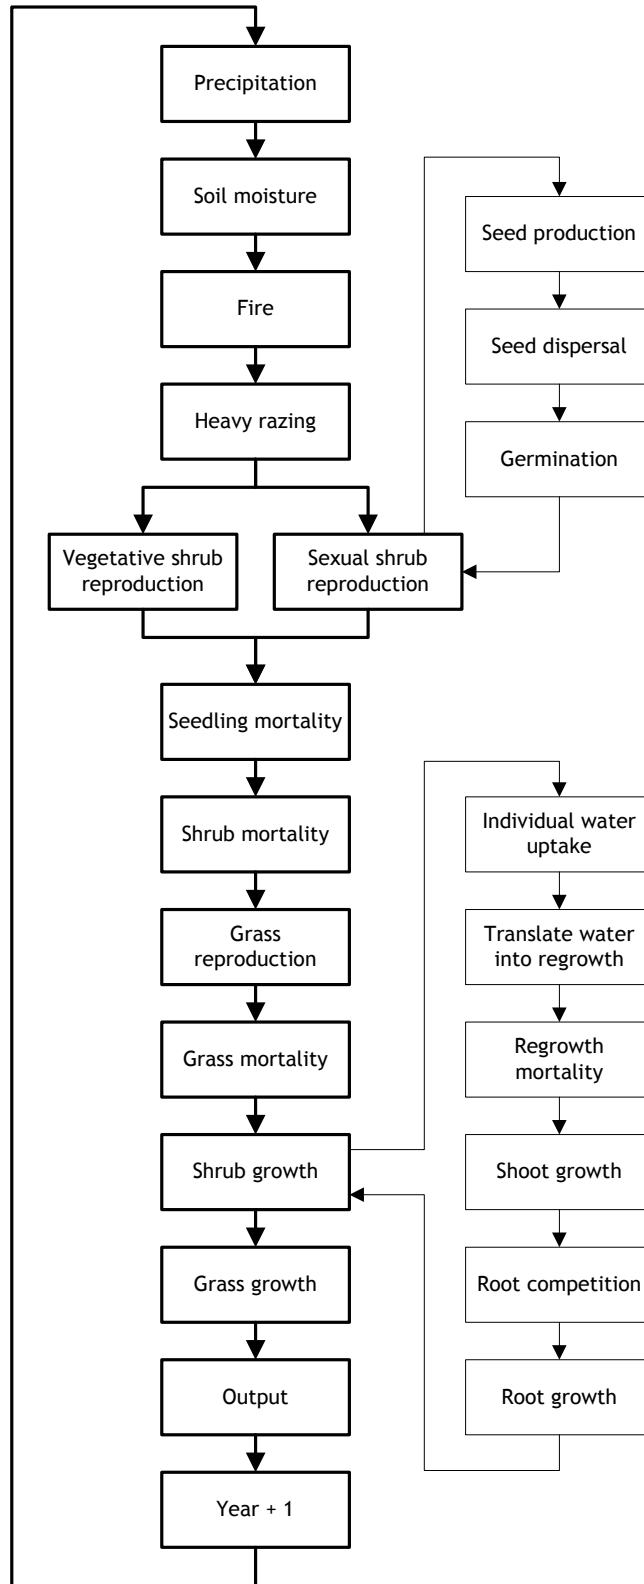 Precipitation
Soil moisture
Fire
Heavy razing
Vegetative shrub
reproduction
Sexual shrub
reproduction
Seed production
Seed dispersal
Germination
Seedling mortality
Shrub mortality
Grass
reproduction
Grass mortality
Shrub growth
Individual water
uptake
Translate water
into regrowth
Regrowth
mortality
Shoot growth
Root competition
Root growth
Grass growth
Output
Year + 1